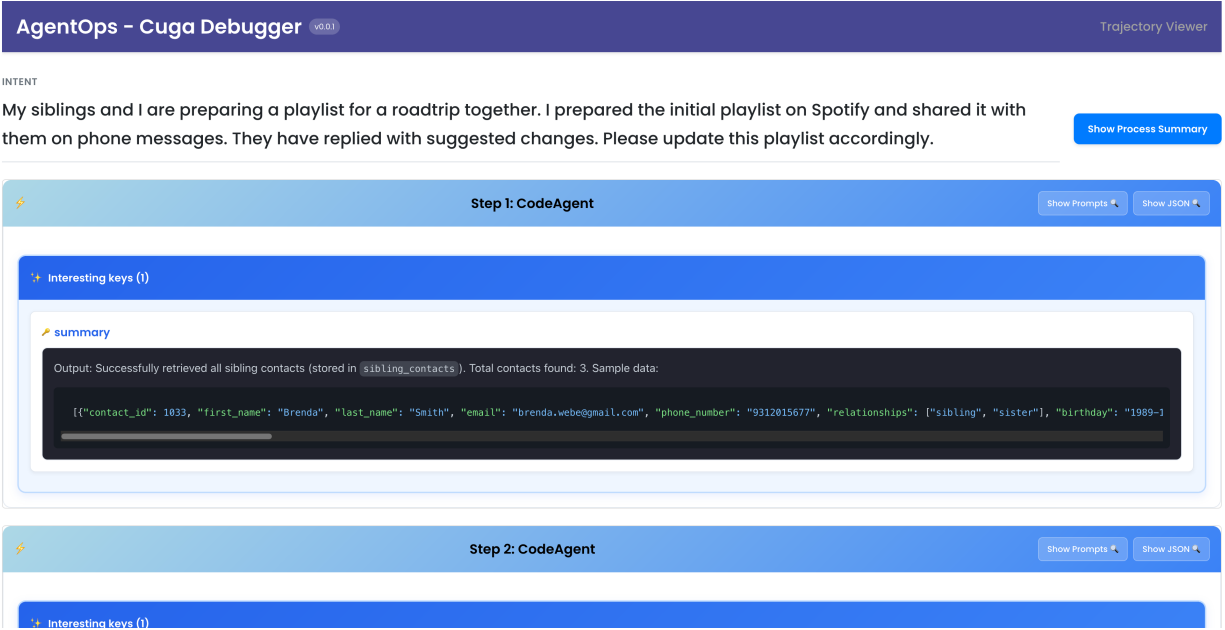 AgentOps - Cuga Debugger v0.0.1
Trajectory Viewer
INTENT
My siblings and I are preparing a playlist for a roadtrip together. I prepared the initial playlist on Spotify and shared it with
them on phone messages. They have replied with suggested changes. Please update this playlist accordingly.
Show Process Summary
Step 1: CodeAgent
Show Prompts
Show JSON
Interesting keys (1)
summary
Output: Successfully retrieved all sibling contacts (stored in sibling_contacts). Total contacts found: 3. Sample data:
[{"contact_id": 1033, "first_name": "Brenda", "last_name": "Smith", "email": "brenda.webe@gmail.com", "phone_number": "9312015677", "relationships": ["sibling", "sister"], "birthday": "1989-1
Step 2: CodeAgent
Show Prompts
Show JSON
Interesting keys (1)